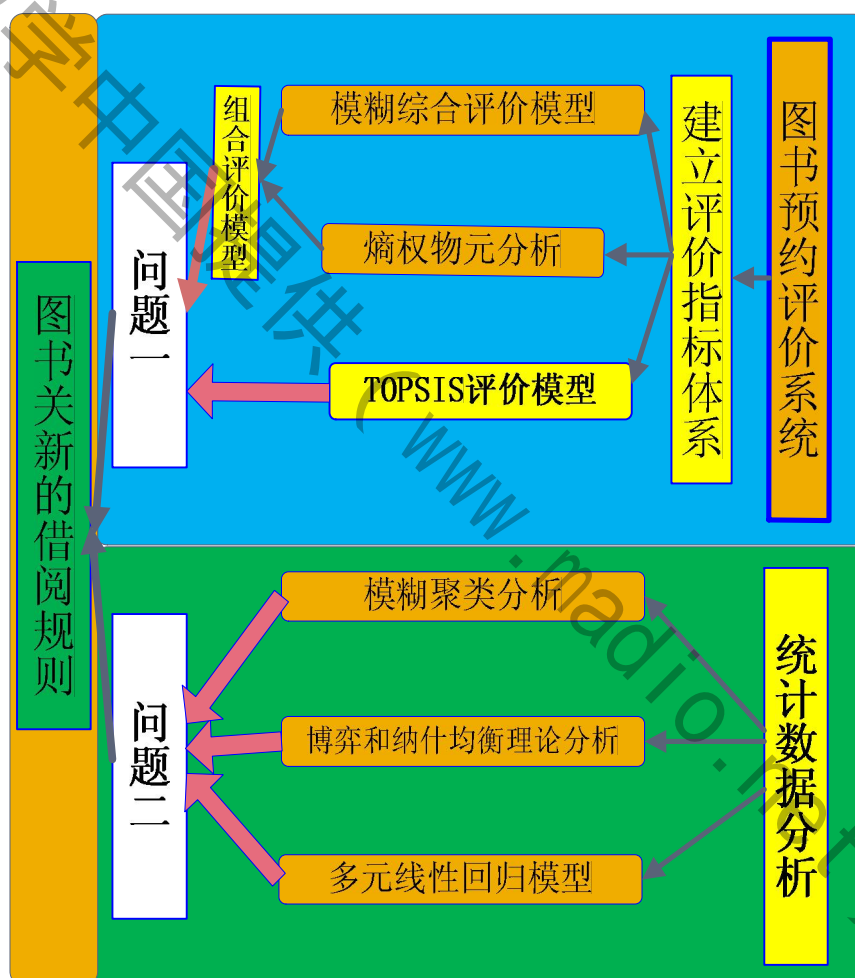 组合评价模型
模糊综合评价模型
熵权物元分析
TOPSIS评价模型
建立评价指标体系
图书预约评价系统
问题一
图书关新的借阅规则
问题二
模糊聚类分析
博弈和纳什均衡理论分析
多元线性回归模型
统计数据分析
学中国提供（www.madio.net